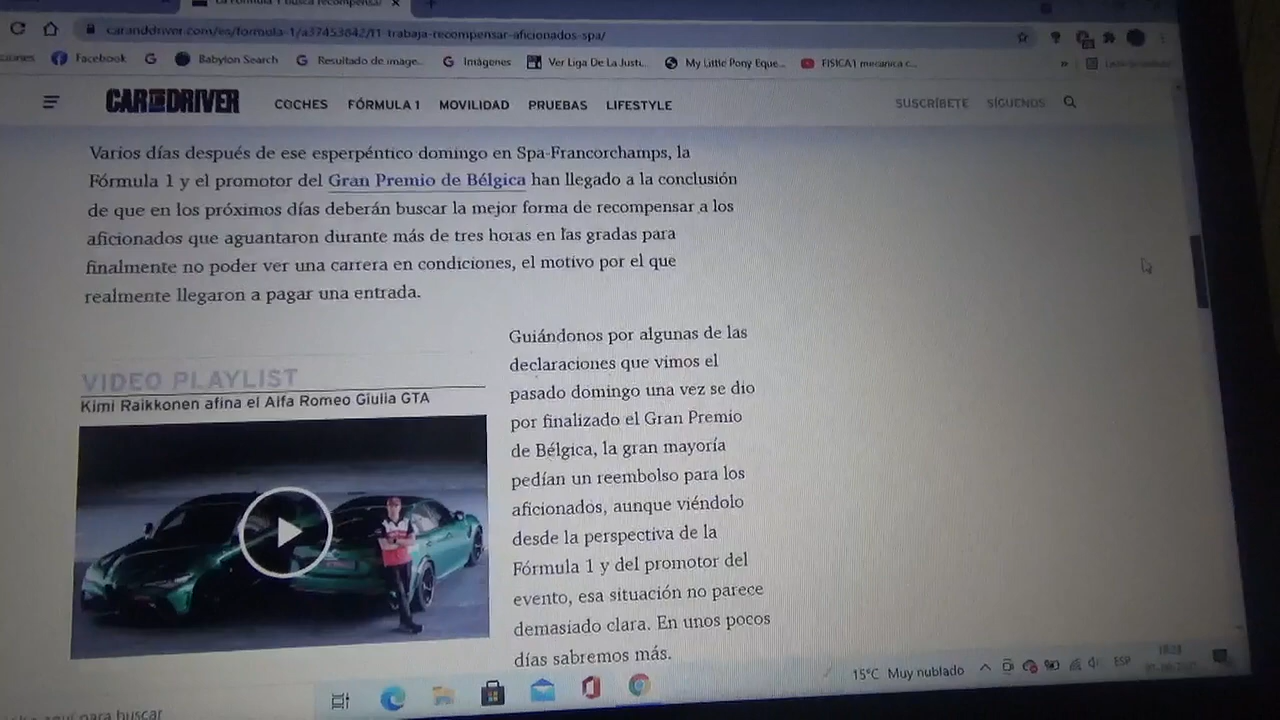 caranddriver.com/es/formula-1/a37453842/f1-trabaja-recompensar-aficionados-spa/
Facebook
Babylon Search
Resultado de image...
Imágenes
Ver Liga De La Justi...
My Little Pony Eque...
FISICA1 mecanica c...
CAR AND DRIVER
COCHES
FÓRMULA 1
MOVILIDAD
PRUEBAS
LIFESTYLE
SUSCRÍBETE
SÍGUENOS
Varios días después de ese esperpéntico domingo en Spa-Francorchamps, la
Fórmula 1 y el promotor del Gran Premio de Bélgica han llegado a la conclusión
de que en los próximos días deberán buscar la mejor forma de recompensar a los
aficionados que aguantaron durante más de tres horas en las gradas para
finalmente no poder ver una carrera en condiciones, el motivo por el que
realmente llegaron a pagar una entrada.
VIDEO PLAYLIST
Kimi Raikkonen afina el Alfa Romeo Giulia GTA
Guiándonos por algunas de las
declaraciones que vimos el
pasado domingo una vez se dio
por finalizado el Gran Premio
de Bélgica, la gran mayoría
pedían un reembolso para los
aficionados, aunque viéndolo
desde la perspectiva de la
Fórmula 1 y del promotor del
evento, esa situación no parece
demasiado clara. En unos pocos
días sabremos más.
15°C Muy nublado
ESP
aquí para buscar